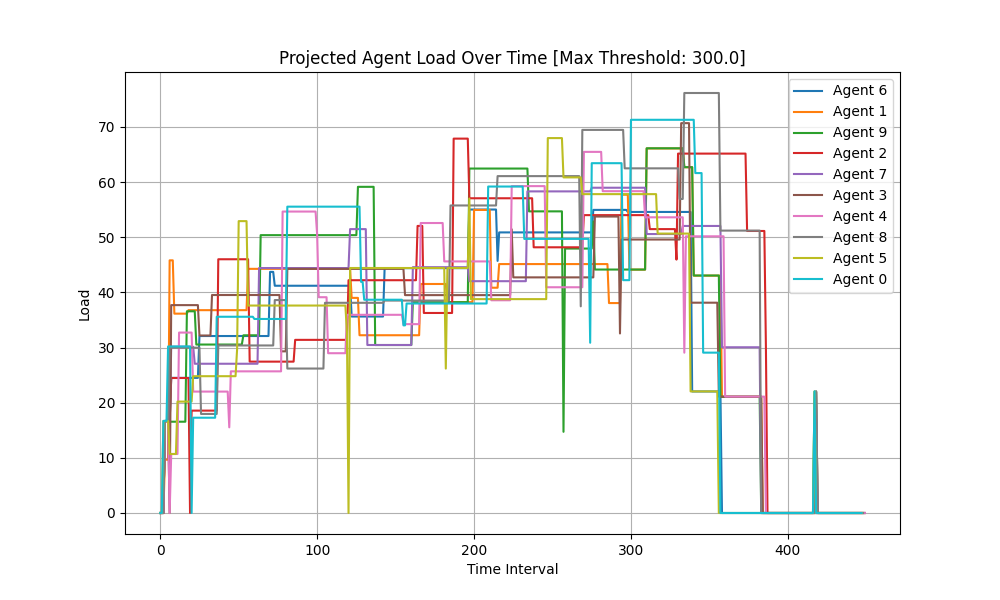 Projected Agent Load Over Time [Max Threshold: 300.0]
Load
70
60
50
40
30
20
10
0
0 100 200 300 400
Time Interval
Agent 6
Agent 1
Agent 9
Agent 2
Agent 7
Agent 3
Agent 4
Agent 8
Agent 5
Agent 0